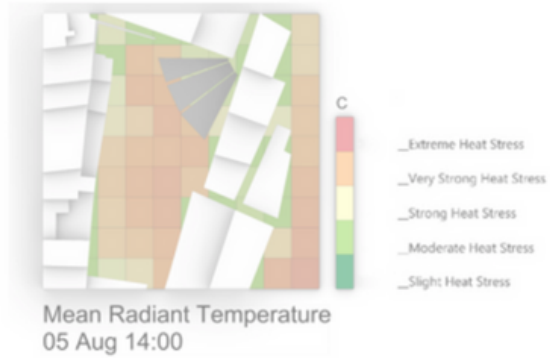 C
__Extreme Heat Stress
__Very Strong Heat Stress
__Strong Heat Stress
__Moderate Heat Stress
__Slight Heat Stress
Mean Radiant Temperature
05 Aug 14:00